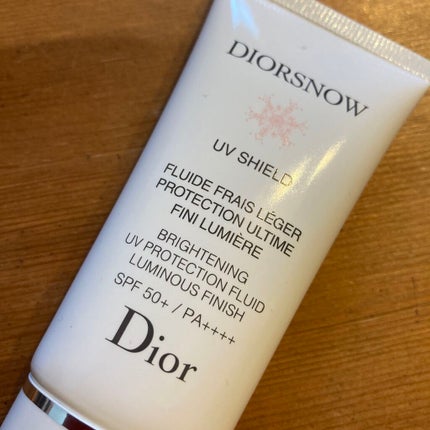 DIORSNOW
UV SHIELD
FLUIDE FRAIS LÉGER
PROTECTION ULTIME
FINI LUMIÈRE
BRIGHTENING
UV PROTECTION FLUID
LUMINOUS FINISH
SPF 50+ / PA++++
Dior